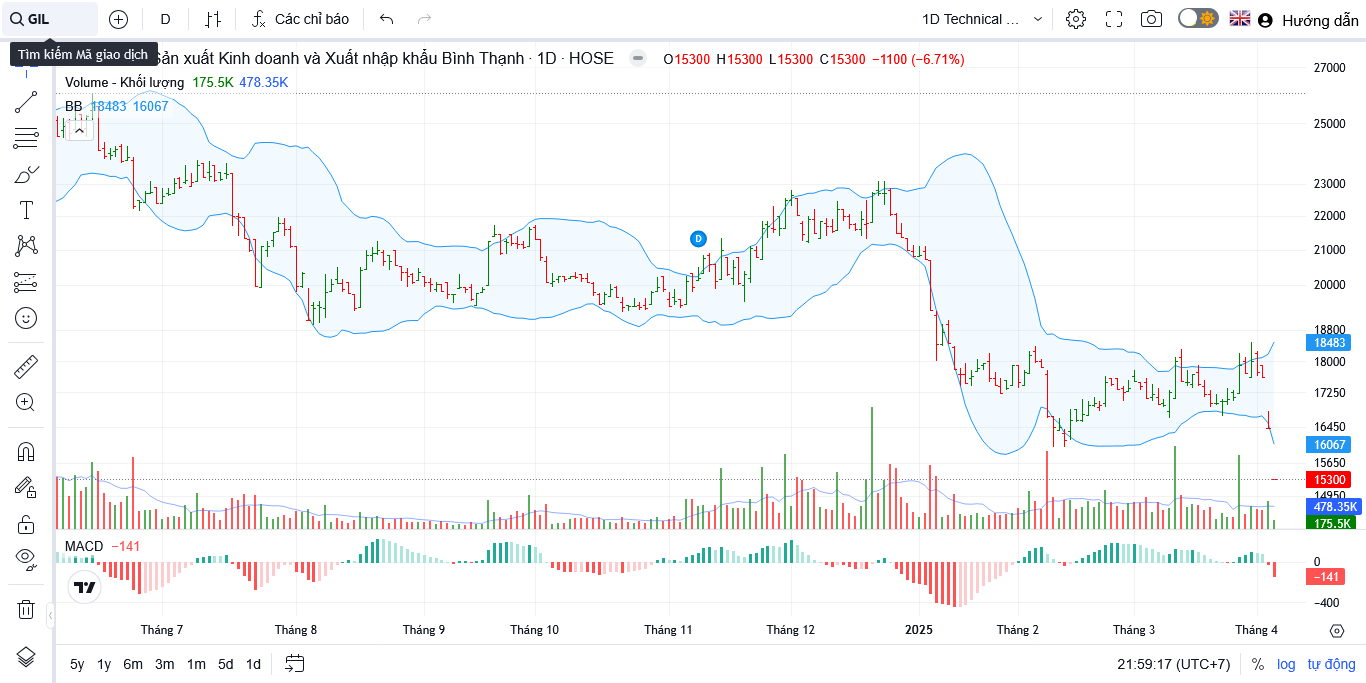 GIL
D
Các chỉ báo
1D Technical ...
Hướng dẫn
Tìm kiếm Mã giao dịch
Sản xuất Kinh doanh và Xuất nhập khẩu Bình Thạnh · 1D · HOSE
O15300 H15300 L15300 C15300 −1100 (−6.71%)
Volume - Khối lượng 175.5K 478.35K
BB 18483 16067
27000
25000
23000
22000
21000
20000
18800
18483
18000
17250
16450
16067
15650
15300
14950
478.35K
175.5K
D
MACD −141
0
−141
−400
Tháng 7 Tháng 8 Tháng 9 Tháng 10 Tháng 11 Tháng 12 2025 Tháng 2 Tháng 3 Tháng 4
5y 1y 6m 3m 1m 5d 1d
21:59:17 (UTC+7) % log tự động